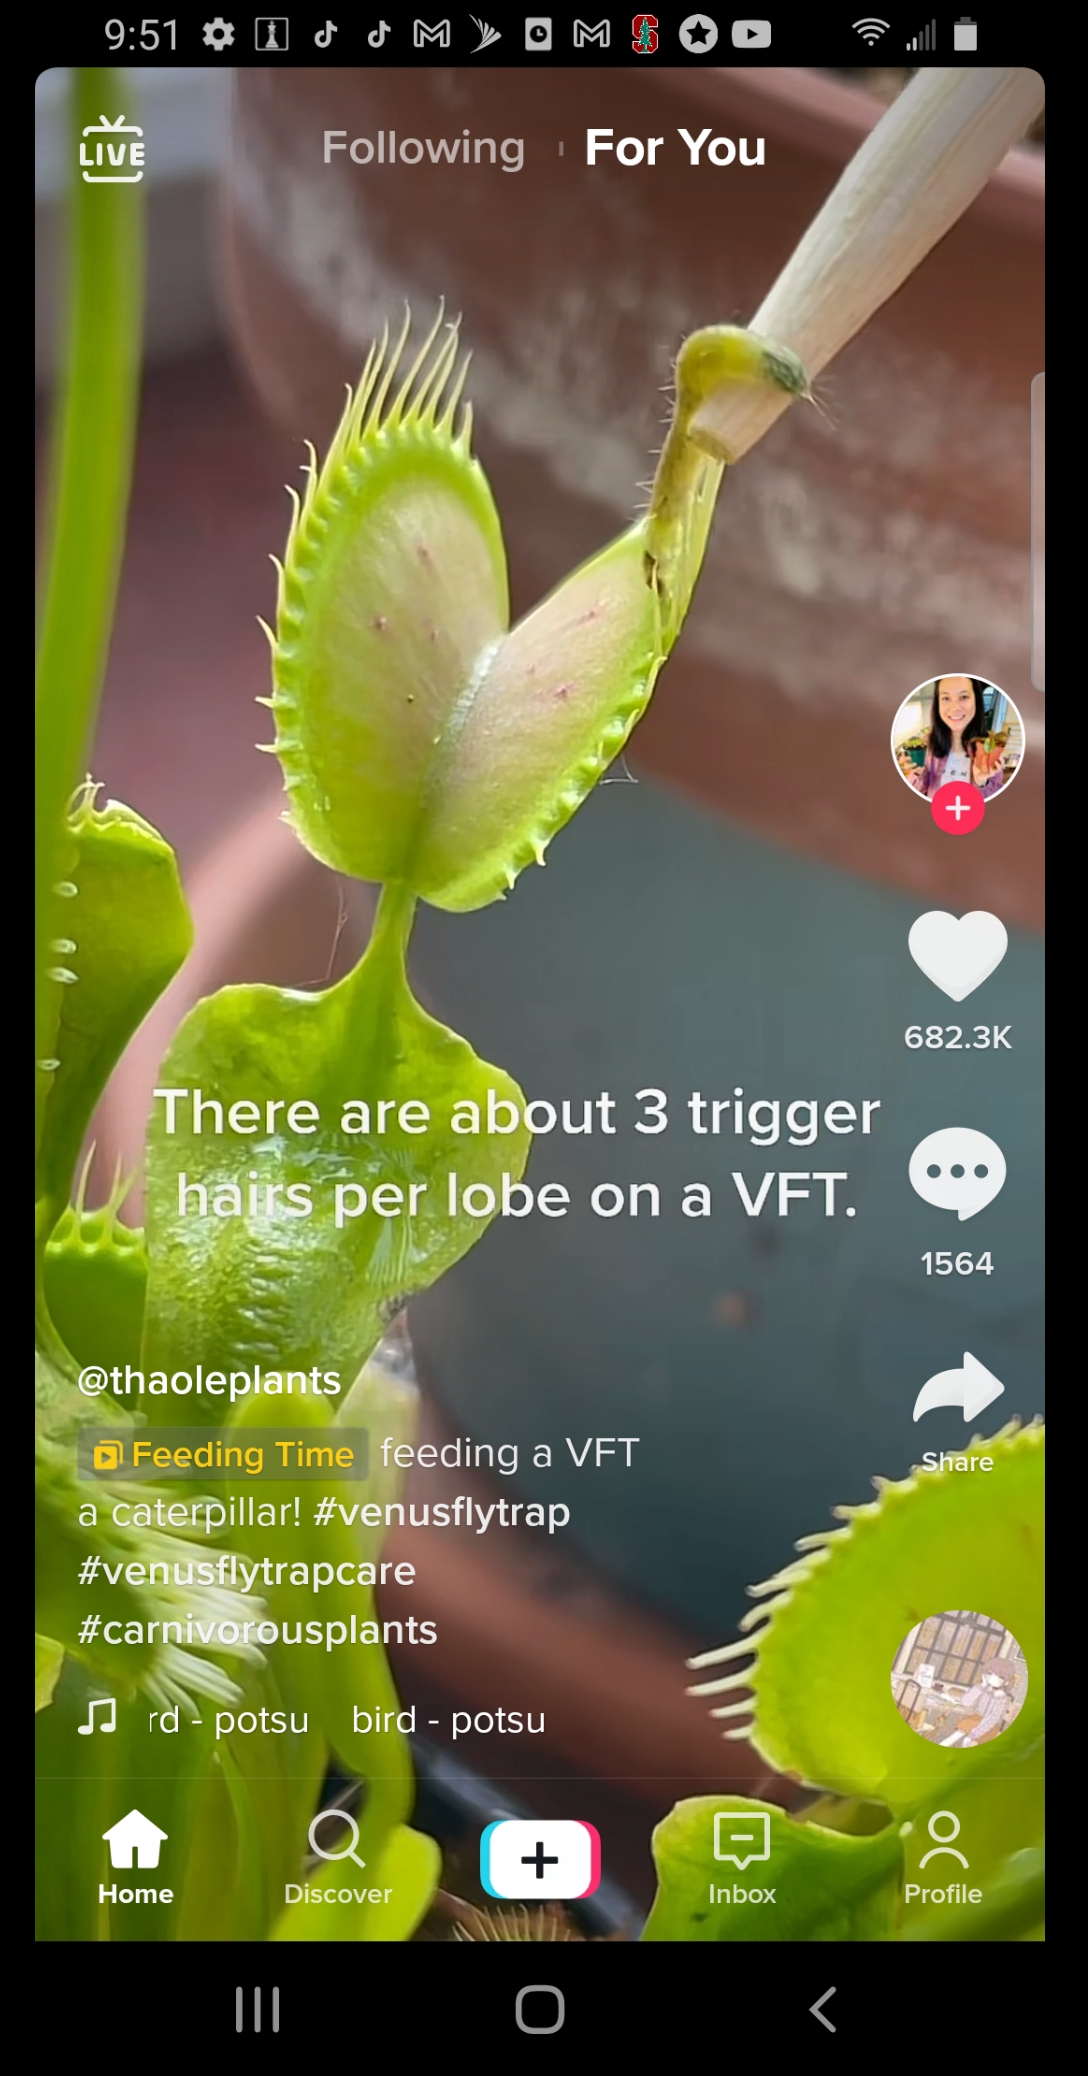 9:51
LIVE
Following
For You
682.3K
There are about 3 trigger
hairs per lobe on a VFT.
1564
@thaoleplants
Share
Feeding Time feeding a VFT
a caterpillar! #venusflytrap
#venusflytrapcare
#carnivorousplants
rd - potsu bird - potsu
Home
Discover
Inbox
Profile